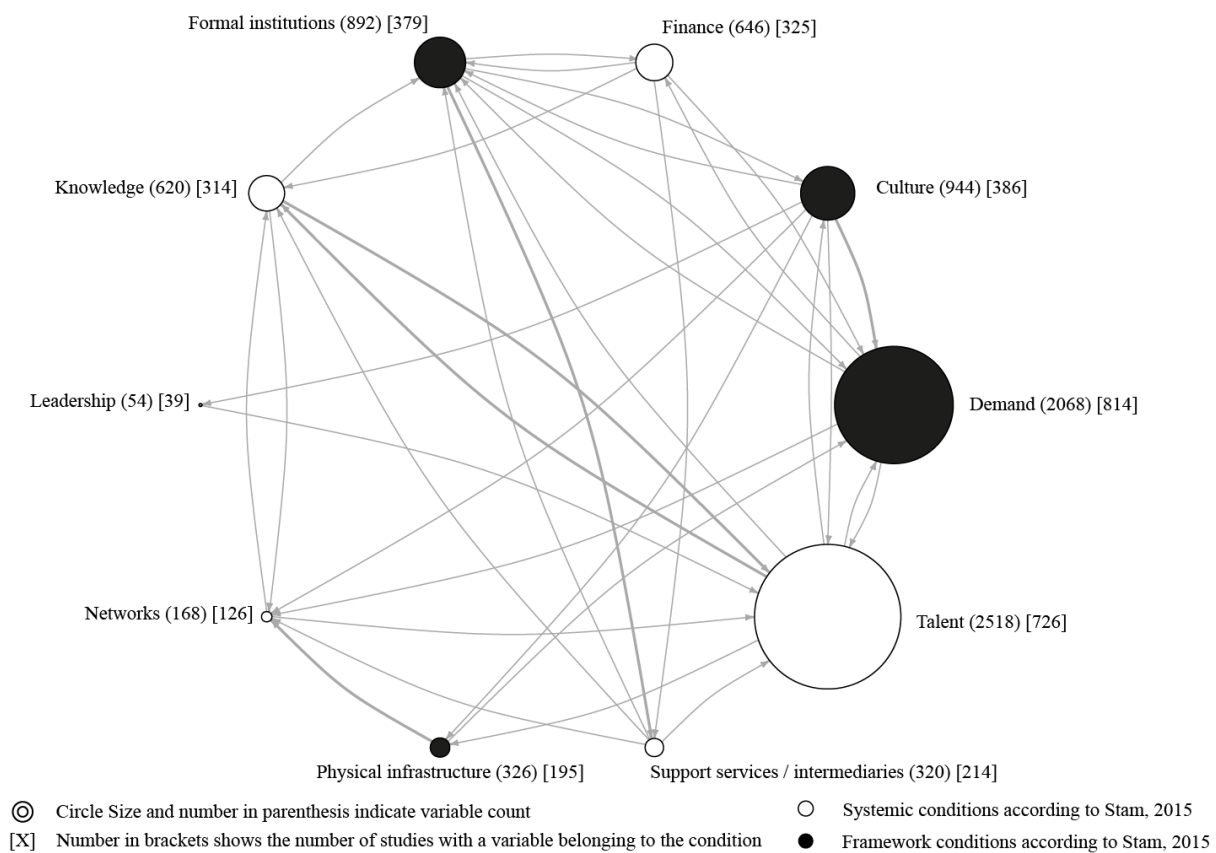 Formal institutions (892) [379]
Finance (646) [325]
Knowledge (620) [314]
Culture (944) [386]
Leadership (54) [39]
Demand (2068) [814]
Networks (168) [126]
Talent (2518) [726]
Physical infrastructure (326) [195]
Support services / intermediaries (320) [214]
Circle Size and number in parenthesis indicate variable count
Systemic conditions according to Stam, 2015
[X] Number in brackets shows the number of studies with a variable belonging to the condition
Framework conditions according to Stam, 2015